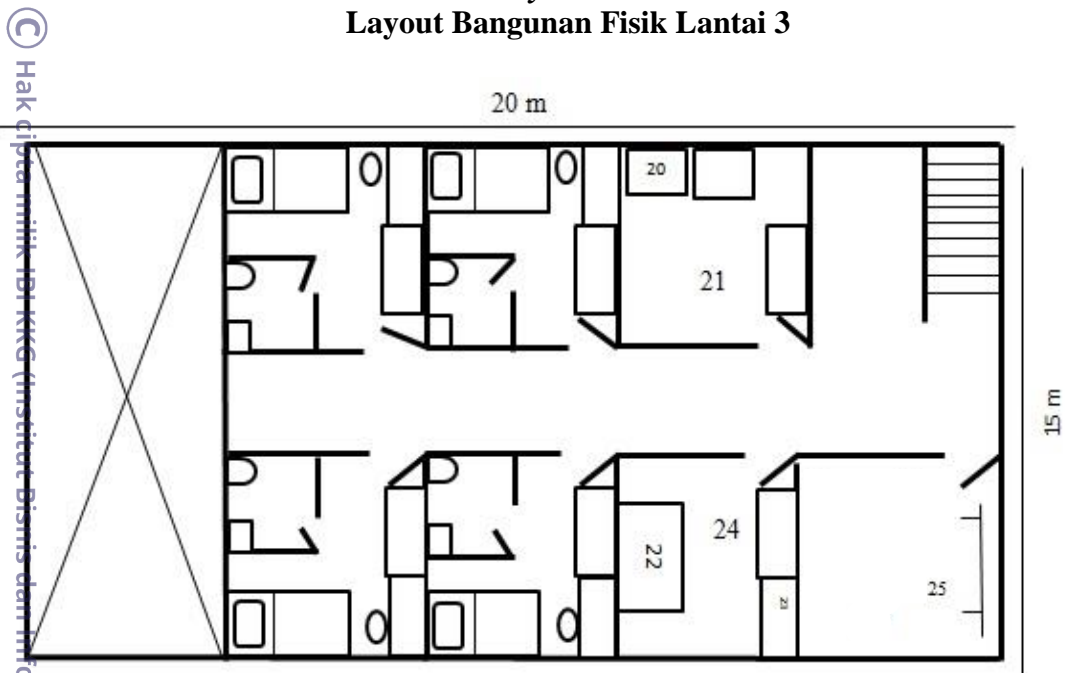 Layout Bangunan Fisik Lantai 3
© Hak cipta milik IBI KKG (Institut Bisnis dan Info
20 m
15 m
20
21
22
24
23
25